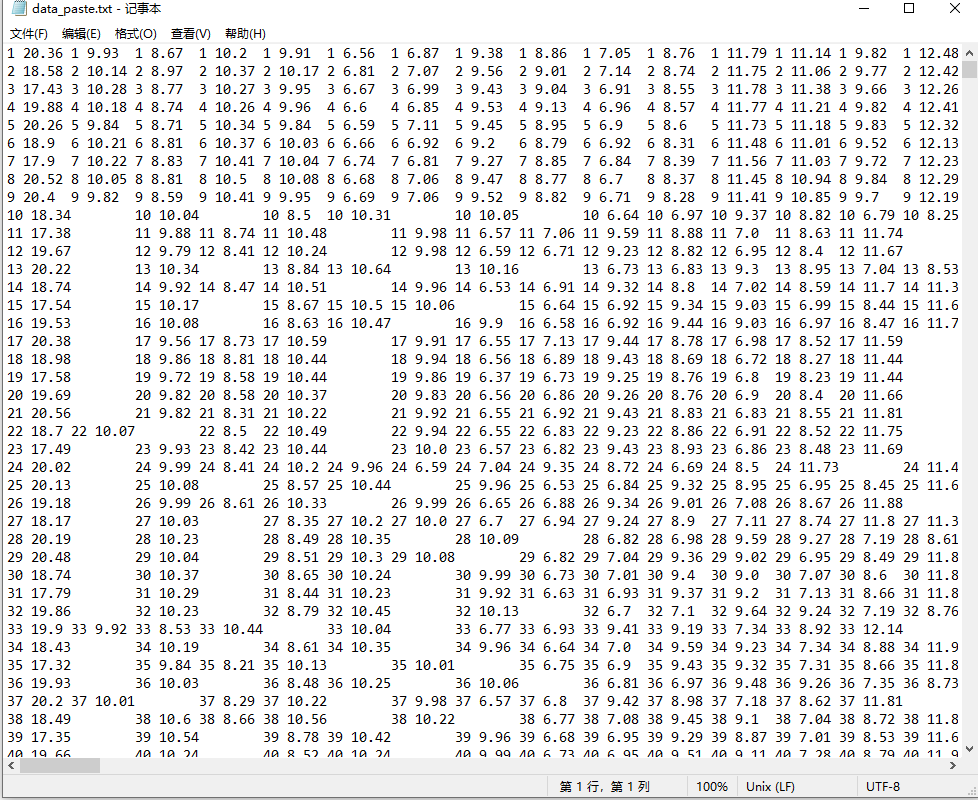 data_paste.txt - 记事本
文件(F) 编辑(E) 格式(O) 查看(V) 帮助(H)
1 20.36 1 9.93 1 8.67 1 10.2 1 9.91 1 6.56 1 6.87 1 9.38 1 8.86 1 7.05 1 8.76 1 11.79 1 11.14 1 9.82 1 12.48
2 18.58 2 10.14 2 8.97 2 10.37 2 10.17 2 6.81 2 7.07 2 9.56 2 9.01 2 7.14 2 8.74 2 11.75 2 11.06 2 9.77 2 12.42
3 17.43 3 10.28 3 8.77 3 10.27 3 9.95 3 6.67 3 6.99 3 9.43 3 9.04 3 6.91 3 8.55 3 11.78 3 11.38 3 9.66 3 12.26
4 19.88 4 10.18 4 8.74 4 10.26 4 9.96 4 6.6 4 6.85 4 9.53 4 9.13 4 6.96 4 8.57 4 11.77 4 11.21 4 9.82 4 12.41
5 20.26 5 9.84 5 8.71 5 10.34 5 9.84 5 6.59 5 7.11 5 9.45 5 8.95 5 6.9 5 8.6 5 11.73 5 11.18 5 9.83 5 12.32
6 18.9 6 10.21 6 8.81 6 10.37 6 10.03 6 6.66 6 6.92 6 9.2 6 8.79 6 6.92 6 8.31 6 11.48 6 11.01 6 9.52 6 12.13
7 17.9 7 10.22 7 8.83 7 10.41 7 10.04 7 6.74 7 6.81 7 9.27 7 8.85 7 6.84 7 8.39 7 11.56 7 11.03 7 9.72 7 12.23
8 20.52 8 10.05 8 8.81 8 10.5 8 10.08 8 6.68 8 7.06 8 9.47 8 8.77 8 6.7 8 8.37 8 11.45 8 10.94 8 9.84 8 12.29
9 20.4 9 9.82 9 8.59 9 10.41 9 9.95 9 6.69 9 7.06 9 9.52 9 8.82 9 6.71 9 8.28 9 11.41 9 10.85 9 9.7 9 12.19
10 18.34 10 10.04 10 8.5 10 10.31 10 10.05 10 6.64 10 6.97 10 9.37 10 8.82 10 6.79 10 8.25
11 17.38 11 9.88 11 8.74 11 10.48 11 9.98 11 6.57 11 7.06 11 9.59 11 8.88 11 7.0 11 8.63 11 11.74
12 19.67 12 9.79 12 8.41 12 10.24 12 9.98 12 6.59 12 6.71 12 9.23 12 8.82 12 6.95 12 8.4 12 11.67
13 20.22 13 10.34 13 8.84 13 10.64 13 10.16 13 6.73 13 6.83 13 9.3 13 8.95 13 7.04 13 8.53
14 18.74 14 9.92 14 8.47 14 10.51 14 9.96 14 6.53 14 6.91 14 9.32 14 8.8 14 7.02 14 8.59 14 11.7 14 11.3
15 17.54 15 10.17 15 8.67 15 10.5 15 10.06 15 6.64 15 6.92 15 9.34 15 9.03 15 6.99 15 8.44 15 11.6
16 19.53 16 10.08 16 8.63 16 10.47 16 9.9 16 6.58 16 6.92 16 9.44 16 9.03 16 6.97 16 8.47 16 11.7
17 20.38 17 9.56 17 8.73 17 10.59 17 9.91 17 6.55 17 7.13 17 9.44 17 8.78 17 6.98 17 8.52 17 11.59
18 18.98 18 9.86 18 8.81 18 10.44 18 9.94 18 6.56 18 6.89 18 9.43 18 8.69 18 6.72 18 8.27 18 11.44
19 17.58 19 9.72 19 8.58 19 10.44 19 9.86 19 6.37 19 6.73 19 9.25 19 8.76 19 6.8 19 8.23 19 11.44
20 19.69 20 9.82 20 8.58 20 10.37 20 9.83 20 6.56 20 6.86 20 9.26 20 8.76 20 6.9 20 8.4 20 11.66
21 20.56 21 9.82 21 8.31 21 10.22 21 9.92 21 6.55 21 6.92 21 9.43 21 8.83 21 6.83 21 8.55 21 11.81
22 18.7 22 10.07 22 8.5 22 10.49 22 9.94 22 6.55 22 6.83 22 9.23 22 8.86 22 6.91 22 8.52 22 11.75
23 17.49 23 9.93 23 8.42 23 10.44 23 10.0 23 6.57 23 6.82 23 9.43 23 8.93 23 6.86 23 8.48 23 11.69
24 20.02 24 9.99 24 8.41 24 10.2 24 9.96 24 6.59 24 7.04 24 9.35 24 8.72 24 6.69 24 8.5 24 11.73 24 11.4
25 20.13 25 10.08 25 8.57 25 10.44 25 9.96 25 6.53 25 6.84 25 9.32 25 8.95 25 6.95 25 8.45 25 11.6
26 19.18 26 9.99 26 8.61 26 10.33 26 9.99 26 6.65 26 6.88 26 9.34 26 9.01 26 7.08 26 8.67 26 11.88
27 18.17 27 10.03 27 8.35 27 10.2 27 10.0 27 6.7 27 6.94 27 9.24 27 8.9 27 7.11 27 8.74 27 11.8 27 11.3
28 20.19 28 10.23 28 8.49 28 10.35 28 10.09 28 6.82 28 6.98 28 9.59 28 9.27 28 7.19 28 8.61
29 20.48 29 10.04 29 8.51 29 10.3 29 10.08 29 6.82 29 7.04 29 9.36 29 9.02 29 6.95 29 8.49 29 11.8
30 18.74 30 10.37 30 8.65 30 10.24 30 9.99 30 6.73 30 7.01 30 9.4 30 9.0 30 7.07 30 8.6 30 11.8
31 17.79 31 10.29 31 8.44 31 10.23 31 9.92 31 6.63 31 6.93 31 9.37 31 9.2 31 7.13 31 8.66 31 11.8
32 19.86 32 10.23 32 8.79 32 10.45 32 10.13 32 6.7 32 7.1 32 9.64 32 9.24 32 7.19 32 8.76
33 19.9 33 9.92 33 8.53 33 10.44 33 10.04 33 6.77 33 6.93 33 9.41 33 9.19 33 7.34 33 8.92 33 12.14
34 18.43 34 10.19 34 8.61 34 10.35 34 9.96 34 6.64 34 7.0 34 9.59 34 9.23 34 7.34 34 8.88 34 11.9
35 17.32 35 9.84 35 8.21 35 10.13 35 10.01 35 6.75 35 6.9 35 9.43 35 9.32 35 7.31 35 8.66 35 11.8
36 19.93 36 10.03 36 8.48 36 10.25 36 10.06 36 6.81 36 6.97 36 9.48 36 9.26 36 7.35 36 8.73
37 20.2 37 10.01 37 8.29 37 10.22 37 9.98 37 6.57 37 6.8 37 9.42 37 8.98 37 7.18 37 8.62 37 11.81
38 18.49 38 10.6 38 8.66 38 10.56 38 10.22 38 6.77 38 7.08 38 9.45 38 9.1 38 7.04 38 8.72 38 11.8
39 17.35 39 10.54 39 8.78 39 10.42 39 9.96 39 6.68 39 6.95 39 9.29 39 8.87 39 7.01 39 8.53 39 11.6
40 19.66 40 10.24 40 8.52 40 10.24 40 9.99 40 6.73 40 6.95 40 9.51 40 9.11 40 7.28 40 8.79 40 11.9
第 1 行，第 1 列 100% Unix (LF) UTF-8